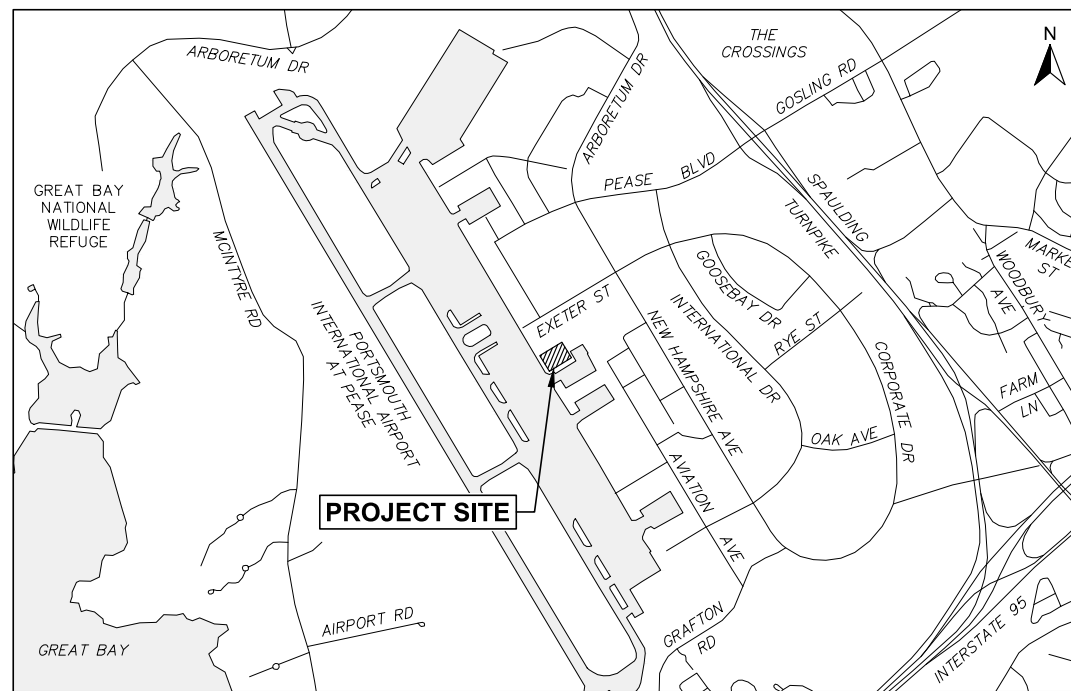 ARBORETUM DR
THE
CROSSINGS
N
GOSLING RD
ARBORETUM DR
PEASE BLVD
GREAT BAY
NATIONAL
WILDLIFE
REFUGE
MCINTYRE RD
SPAULDING
TURNPIKE
MARKE
ST
WOODBURY
AVE
EXETER ST
GOOSEBAY DR
INTERNATIONAL DR
RYE ST
NEW HAMPSHIRE AVE
CORPORATE DR
PORTSMOUTH
INTERNATIONAL AIRPORT
AT PEASE
FARM
LN
OAK AVE
AVIATION
AVE
PROJECT SITE
AIRPORT RD
GRAFTON
RD
INTERSTATE 95
GREAT BAY